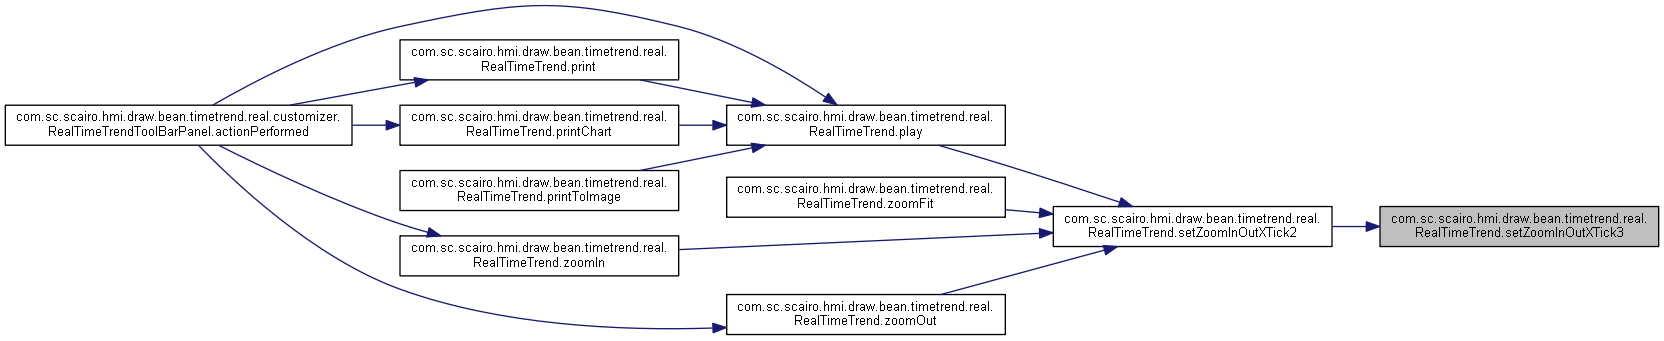 com.sc.scairo.hmi.draw.bean.timetrend.real.
RealTimeTrend.print
com.sc.scairo.hmi.draw.bean.timetrend.real.customizer.
RealTimeTrendToolBarPanel.actionPerformed
com.sc.scairo.hmi.draw.bean.timetrend.real.
RealTimeTrend.printChart
com.sc.scairo.hmi.draw.bean.timetrend.real.
RealTimeTrend.play
com.sc.scairo.hmi.draw.bean.timetrend.real.
RealTimeTrend.printToImage
com.sc.scairo.hmi.draw.bean.timetrend.real.
RealTimeTrend.zoomFit
com.sc.scairo.hmi.draw.bean.timetrend.real.
RealTimeTrend.setZoomInOutXTick2
com.sc.scairo.hmi.draw.bean.timetrend.real.
RealTimeTrend.setZoomInOutXTick3
com.sc.scairo.hmi.draw.bean.timetrend.real.
RealTimeTrend.zoomIn
com.sc.scairo.hmi.draw.bean.timetrend.real.
RealTimeTrend.zoomOut